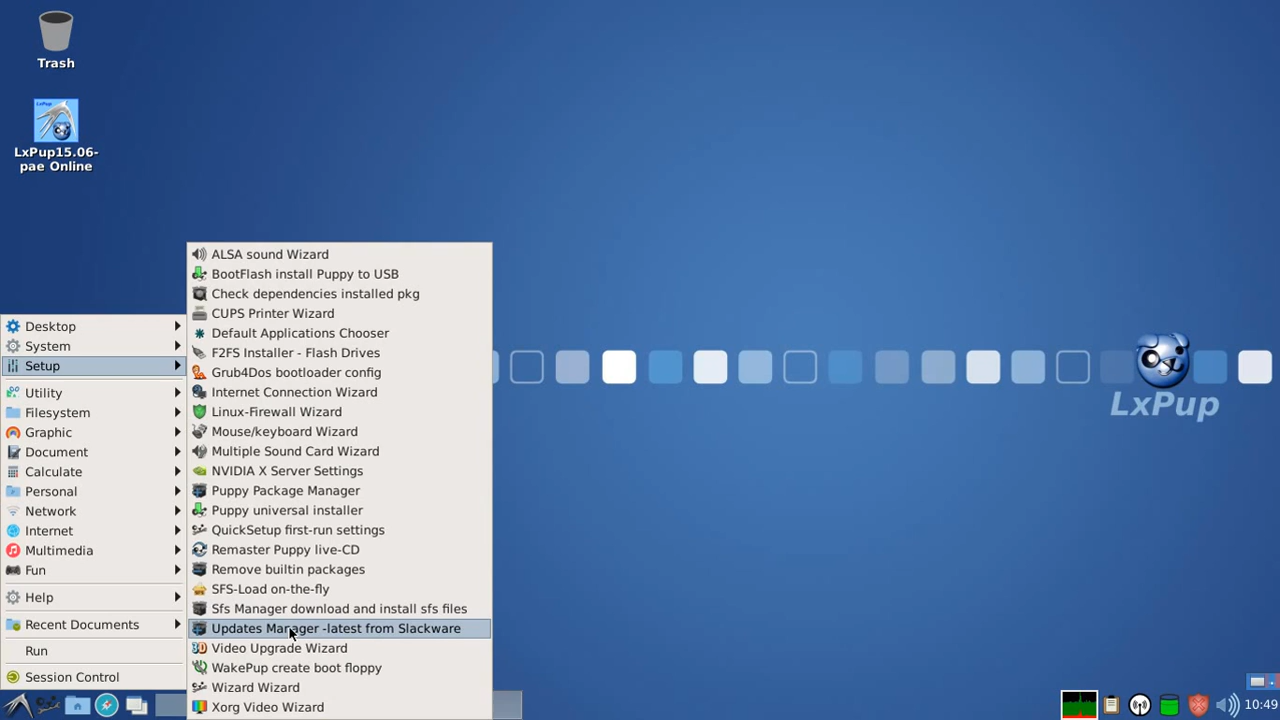 Trash
LxPup
LxPup15.06-
pae Online
ALSA sound Wizard
BootFlash install Puppy to USB
Check dependencies installed pkg
CUPS Printer Wizard
Default Applications Chooser
F2FS Installer - Flash Drives
Grub4Dos bootloader config
Internet Connection Wizard
Linux-Firewall Wizard
Mouse/keyboard Wizard
Multiple Sound Card Wizard
NVIDIA X Server Settings
Puppy Package Manager
Puppy universal installer
QuickSetup first-run settings
Remaster Puppy live-CD
Remove builtin packages
SFS-Load on-the-fly
Sfs Manager download and install sfs files
Updates Manager -latest from Slackware
Video Upgrade Wizard
WakePup create boot floppy
Wizard Wizard
Xorg Video Wizard
Desktop
System
Setup
Utility
Filesystem
Graphic
Document
Calculate
Personal
Network
Internet
Multimedia
Fun
Help
Recent Documents
Run
Session Control
LxPup
10:49